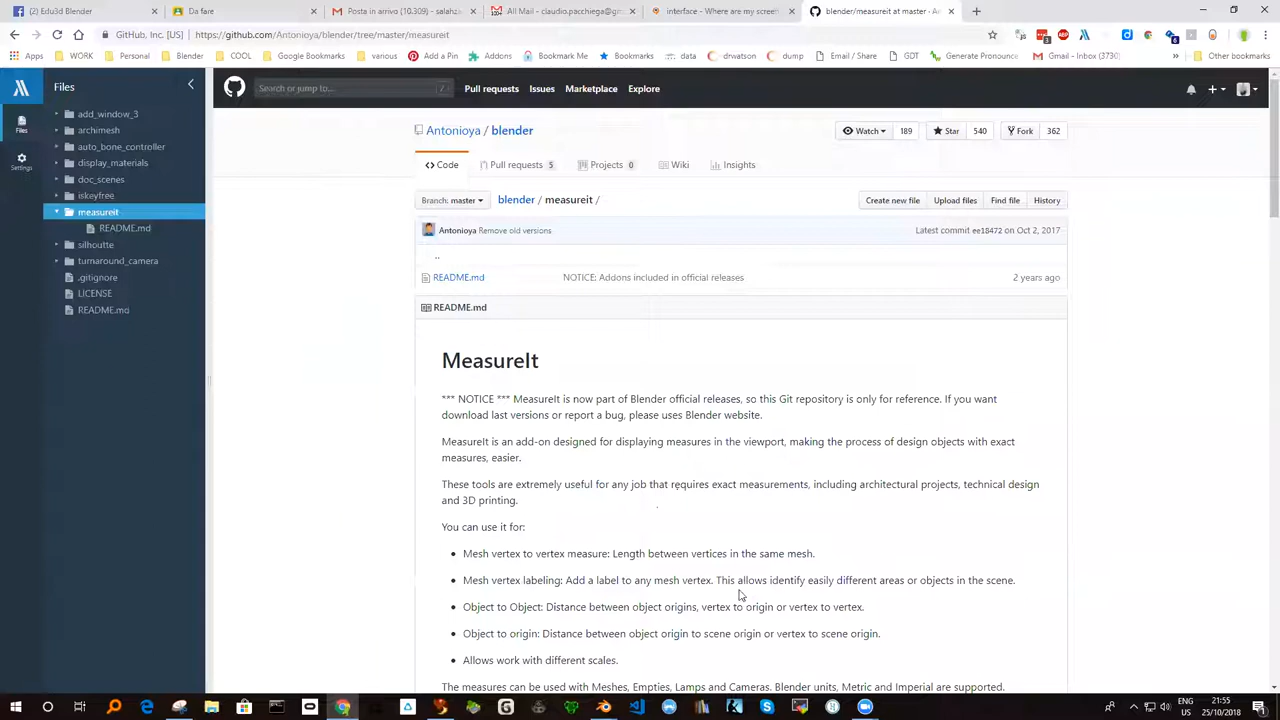 (2) Facebook | Edu3d Blender
Da fare
Posta in arrivo (10.309) - salahz
M All Mail - claudio.pacchiega@gm
interface - Where are my screen
blender/measureit at master · An
GitHub, Inc. [US] | https://github.com/Antonioya/blender/tree/master/measureit
Apps WORK Personal Blender COOL Google Bookmarks various Add a Pin Addons Bookmark Me Bookmarks data drwatson dump Email / Share GDT Generate Pronounce Gmail - Inbox (3730) » Other bookmarks
Files
Search or jump to... /
Pull requests Issues Marketplace Explore
Files
Settings
add_window_3
archimesh
auto_bone_controller
display_materials
doc_scenes
iskeyfree
measureit
README.md
silhoutte
turnaround_camera
.gitignore
LICENSE
README.md
Antonioya / blender
Watch 189 Star 540 Fork 362
Code Pull requests 5 Projects 0 Wiki Insights
Branch: master blender / measureit / Create new file Upload files Find file History
Antonioya Remove old versions Latest commit ee18472 on Oct 2, 2017
..
README.md NOTICE: Addons included in official releases 2 years ago
README.md
MeasureIt
*** NOTICE *** MeasureIt is now part of Blender official releases, so this Git repository is only for reference. If you want
download last versions or report a bug, please uses Blender website.
MeasureIt is an add-on designed for displaying measures in the viewport, making the process of design objects with exact
measures, easier.
These tools are extremely useful for any job that requires exact measurements, including architectural projects, technical design
and 3D printing.
You can use it for:
• Mesh vertex to vertex measure: Length between vertices in the same mesh.
• Mesh vertex labeling: Add a label to any mesh vertex. This allows identify easily different areas or objects in the scene.
• Object to Object: Distance between object origins, vertex to origin or vertex to vertex.
• Object to origin: Distance between object origin to scene origin or vertex to scene origin.
• Allows work with different scales.
The measures can be used with Meshes, Empties, Lamps and Cameras. Blender units, Metric and Imperial are supported.
ENG
US
21:55
25/10/2018